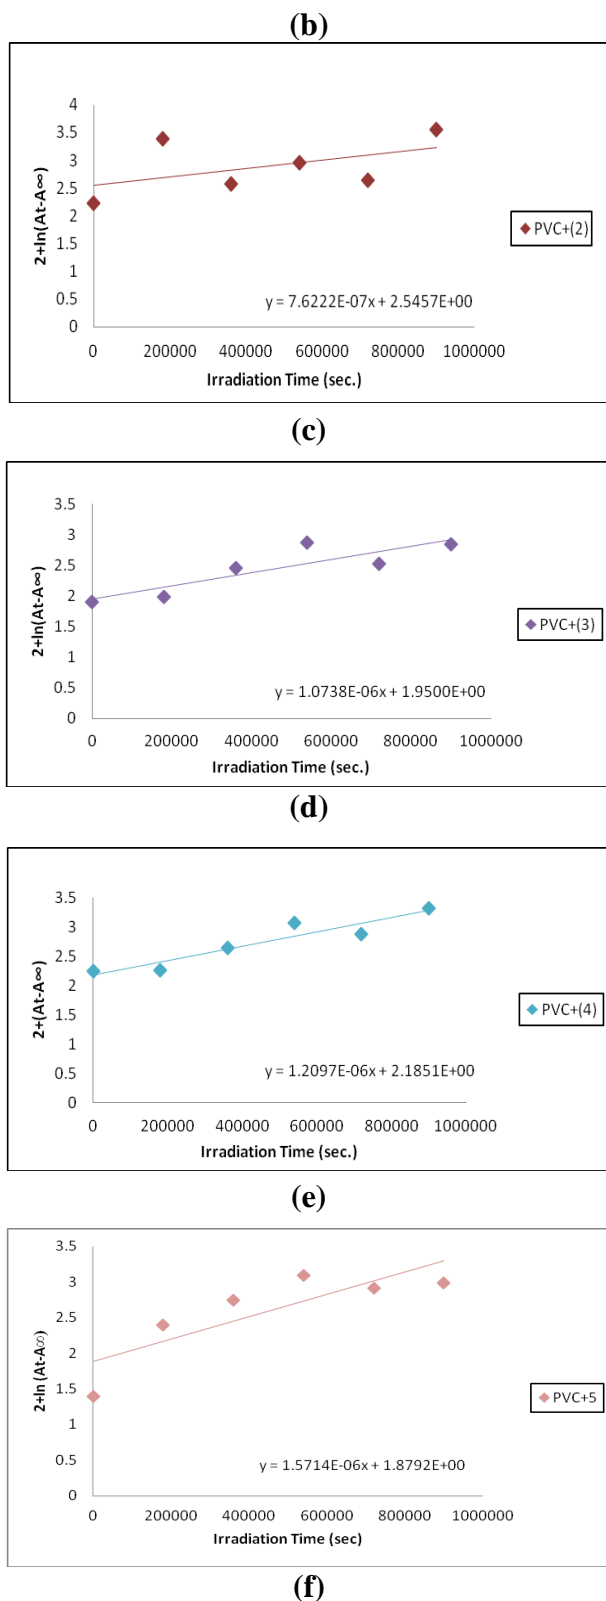 (b)
4
3.5
3
2.5
2
1.5
1
0.5
0
2+ln(At-A∞)
y = 7.6222E-07x + 2.5457E+00
0 200000 400000 600000 800000 1000000
Irradiation Time (sec.)
PVC+(2)
(c)
3.5
3
2.5
2
1.5
1
0.5
0
2+ln(At-A∞)
y = 1.0738E-06x + 1.9500E+00
0 200000 400000 600000 800000 1000000
Irradiation Time (sec.)
PVC+(3)
(d)
3.5
3
2.5
2
1.5
1
0.5
0
2+(At-A∞)
y = 1.2097E-06x + 2.1851E+00
0 200000 400000 600000 800000 1000000
Irradiation Time (sec.)
PVC+(4)
(e)
3.5
3
2.5
2
1.5
1
0.5
0
2+ln (At-A∞)
y = 1.5714E-06x + 1.8792E+00
0 200000 400000 600000 800000 1000000
Irradiation Time (sec)
PVC+5
(f)